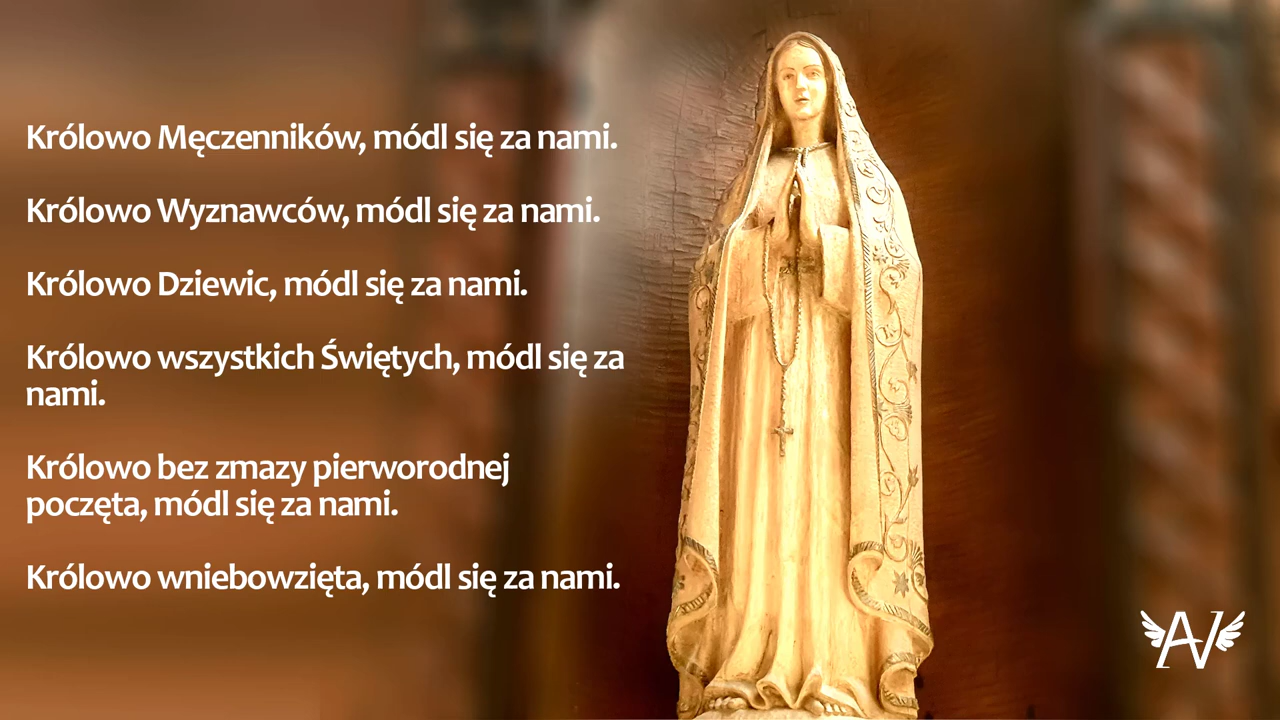 Królowo Męczenników, módl się za nami.
Królowo Wyznawców, módl się za nami.
Królowo Dziewic, módl się za nami.
Królowo wszystkich Świętych, módl się za
nami.
Królowo bez zmazy pierworodnej
poczęta, módl się za nami.
Królowo wniebowzięta, módl się za nami.
AV